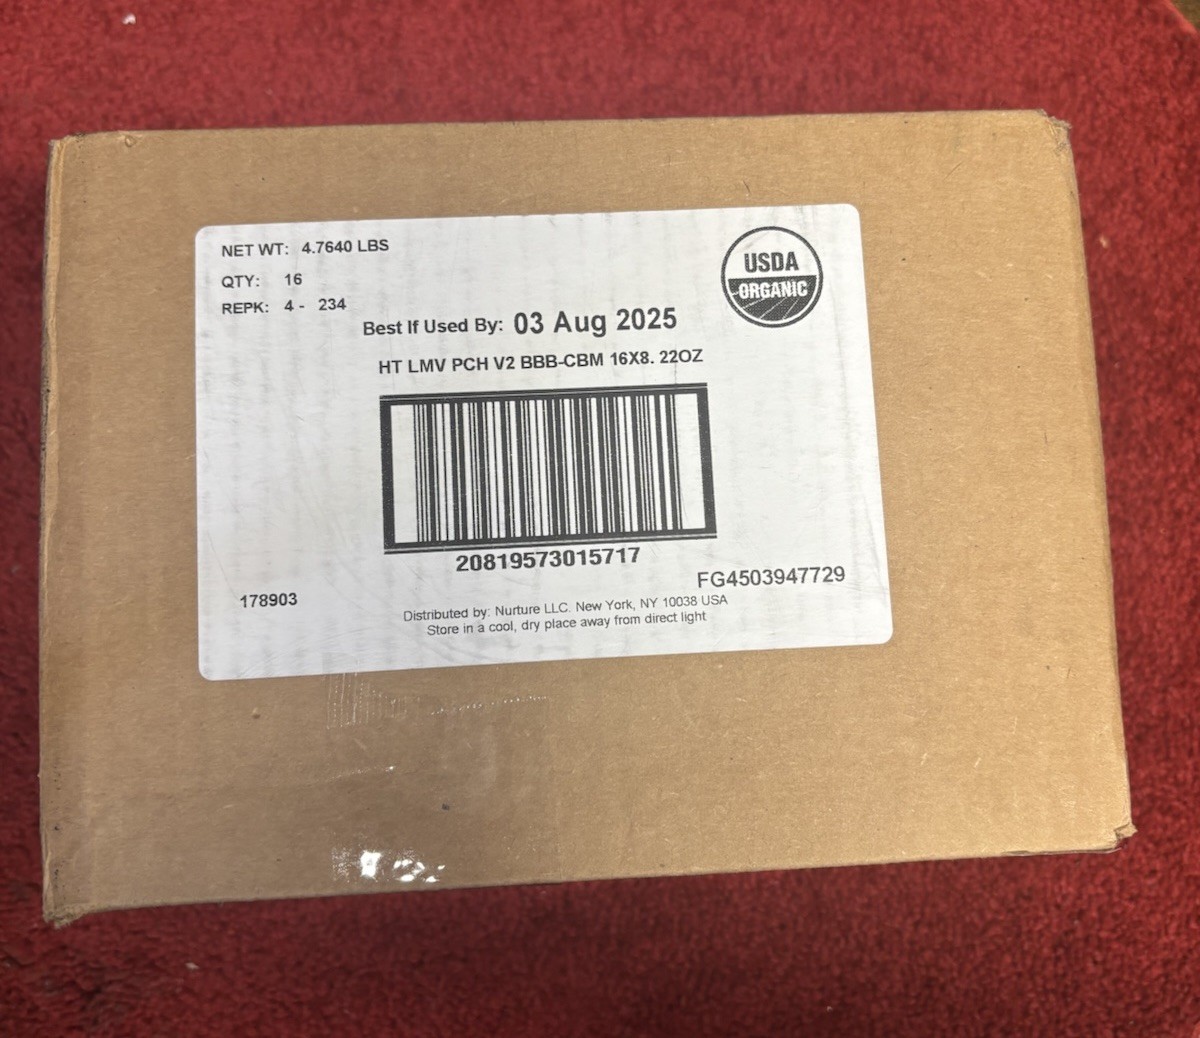 NET WT: 4.7640 LBS
QTY: 16
REPK: 4 - 234
USDA
ORGANIC
Best If Used By: 03 Aug 2025
HT LMV PCH V2 BBB-CBM 16X8. 22OZ
20819573015717
178903
FG4503947729
Distributed by: Nurture LLC. New York, NY 10038 USA
Store in a cool, dry place away from direct light